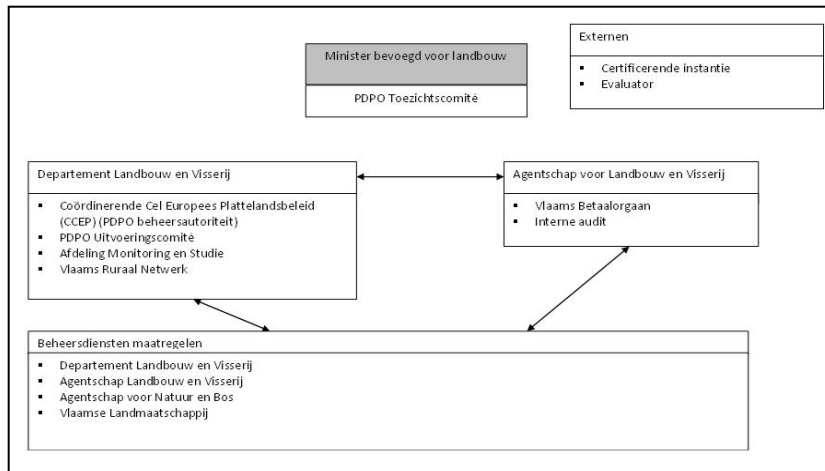 Minister bevoegd voor landbouw
PDPO Toezichtscomité
Externen
▪ Certificerende instantie
▪ Evaluator
Departement Landbouw en Visserij
▪ Coördinerende Cel Europees Plattelandsbeleid
(CCEP) (PDPO beheersautoriteit)
▪ PDPO Uitvoeringscomité
▪ Afdeling Monitoring en Studie
▪ Vlaams Ruraal Netwerk
Agentschap voor Landbouw en Visserij
▪ Vlaams Betaalorgaan
▪ Interne audit
Beheersdiensten maatregelen
▪ Departement Landbouw en Visserij
▪ Agentschap Landbouw en Visserij
▪ Agentschap voor Natuur en Bos
▪ Vlaamse Landmaatschappij